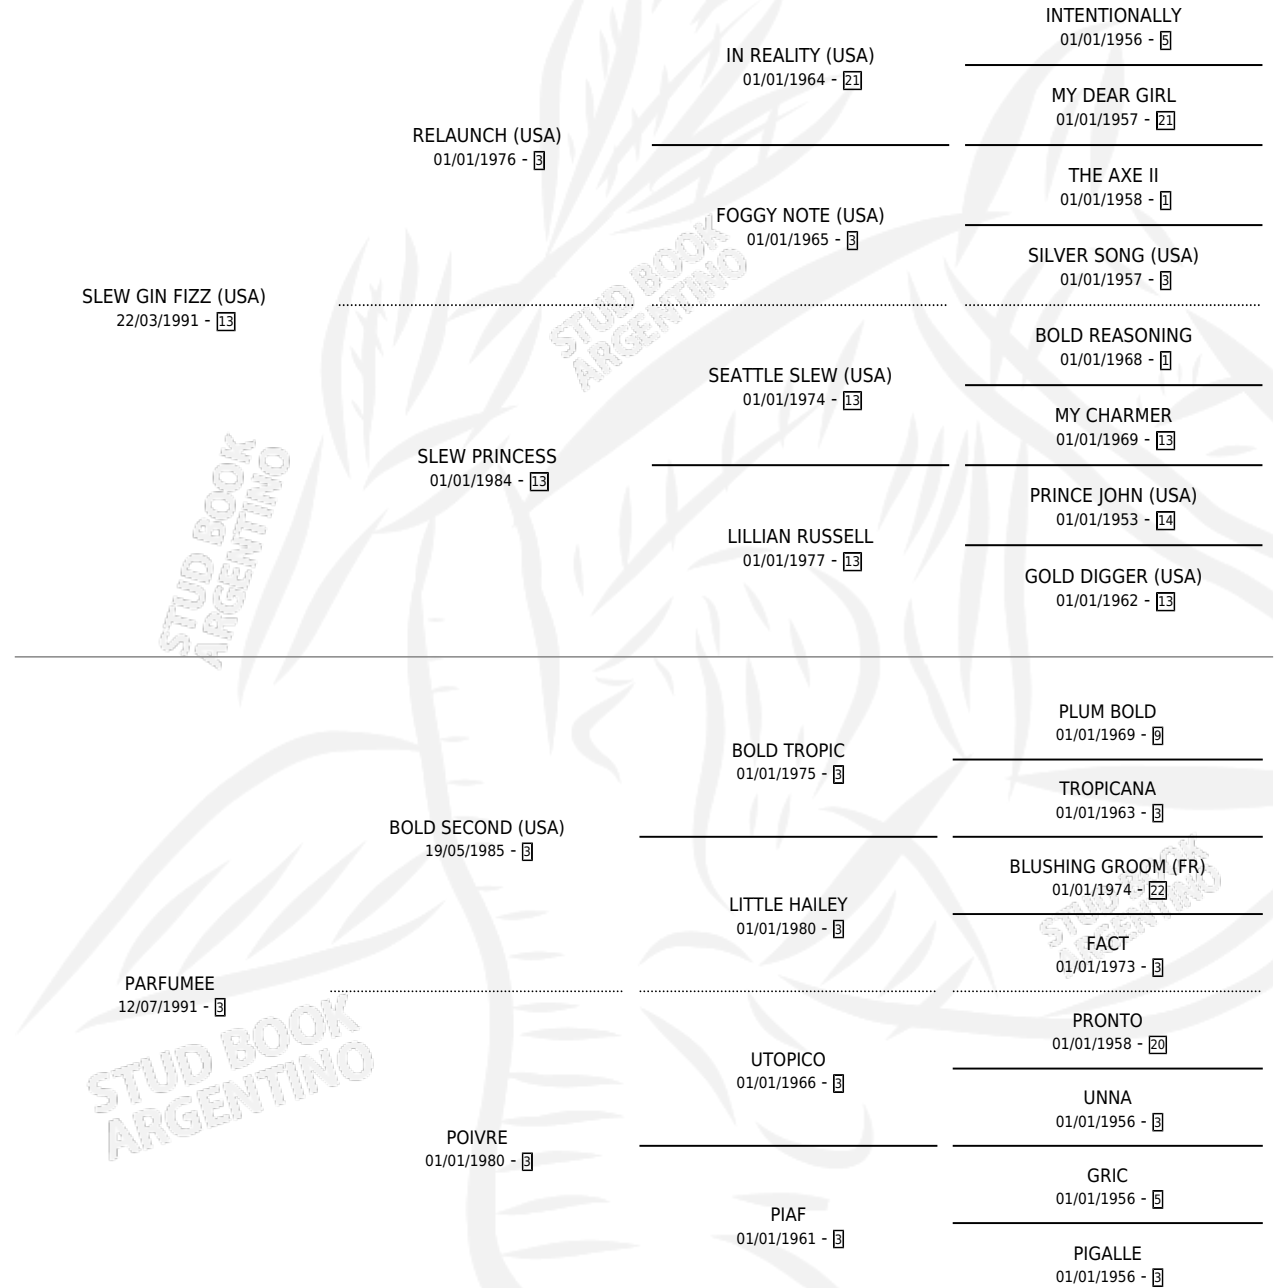 INTENTIONALLY
01/01/1956 - 5
IN REALITY (USA)
01/01/1964 - 21
MY DEAR GIRL
01/01/1957 - 21
RELAUNCH (USA)
01/01/1976 - 3
THE AXE II
01/01/1958 - 1
FOGGY NOTE (USA)
01/01/1965 - 3
SILVER SONG (USA)
01/01/1957 - 3
SLEW GIN FIZZ (USA)
22/03/1991 - 13
BOLD REASONING
01/01/1968 - 1
SEATTLE SLEW (USA)
01/01/1974 - 13
MY CHARMER
01/01/1969 - 13
SLEW PRINCESS
01/01/1984 - 13
PRINCE JOHN (USA)
01/01/1953 - 14
LILLIAN RUSSELL
01/01/1977 - 13
GOLD DIGGER (USA)
01/01/1962 - 13
PLUM BOLD
01/01/1969 - 9
BOLD TROPIC
01/01/1975 - 3
TROPICANA
01/01/1963 - 3
BOLD SECOND (USA)
19/05/1985 - 3
BLUSHING GROOM (FR)
01/01/1974 - 22
LITTLE HAILEY
01/01/1980 - 3
FACT
01/01/1973 - 3
PARFUMEE
12/07/1991 - 3
PRONTO
01/01/1958 - 20
UTOPICO
01/01/1966 - 3
UNNA
01/01/1956 - 3
POIVRE
01/01/1980 - 3
GRIC
01/01/1956 - 5
PIAF
01/01/1961 - 3
PIGALLE
01/01/1956 - 3
STUD BOOK
ARGENTINO
STUD BOOK
ARGENTINO
STUD BOOK
ARGENTINO
STUD BOOK
ARGENTINO